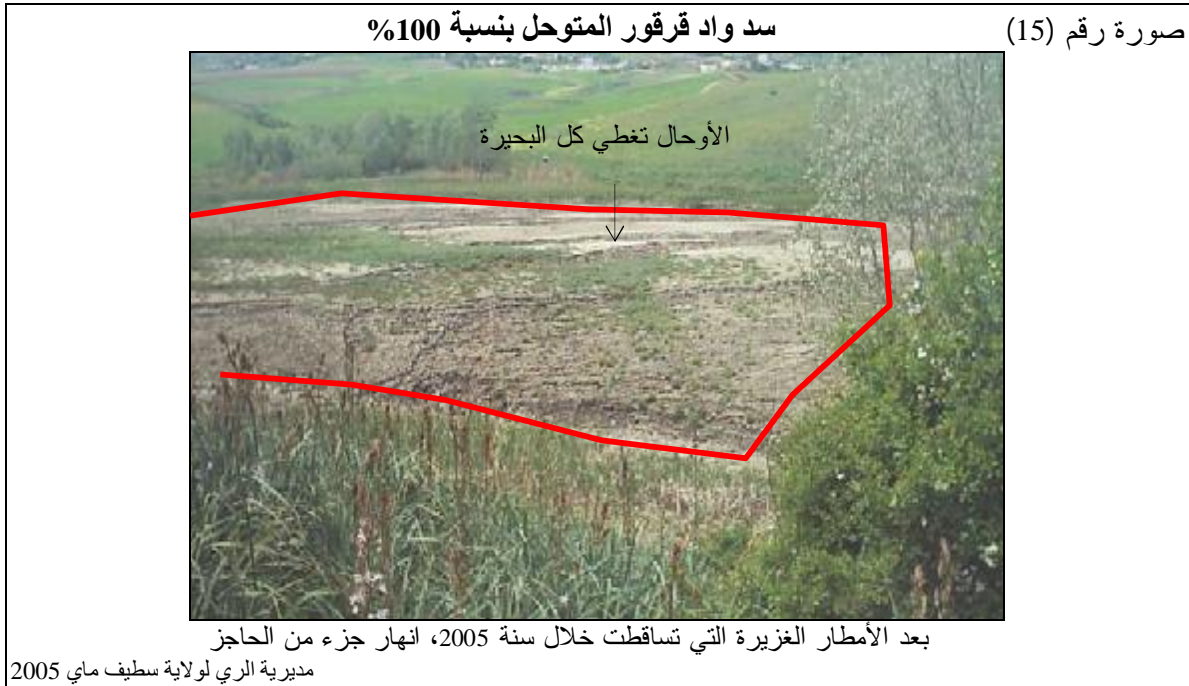 صورة رقم (15)
سد واد قرقور المتوحل بنسبة 100%
الأوحال تغطي كل البحيرة
بعد الأمطار الغزيرة التي تساقطت خلال سنة 2005، انهار جزء من الحاجز
مديرية الري لولاية سطيف ماي 2005